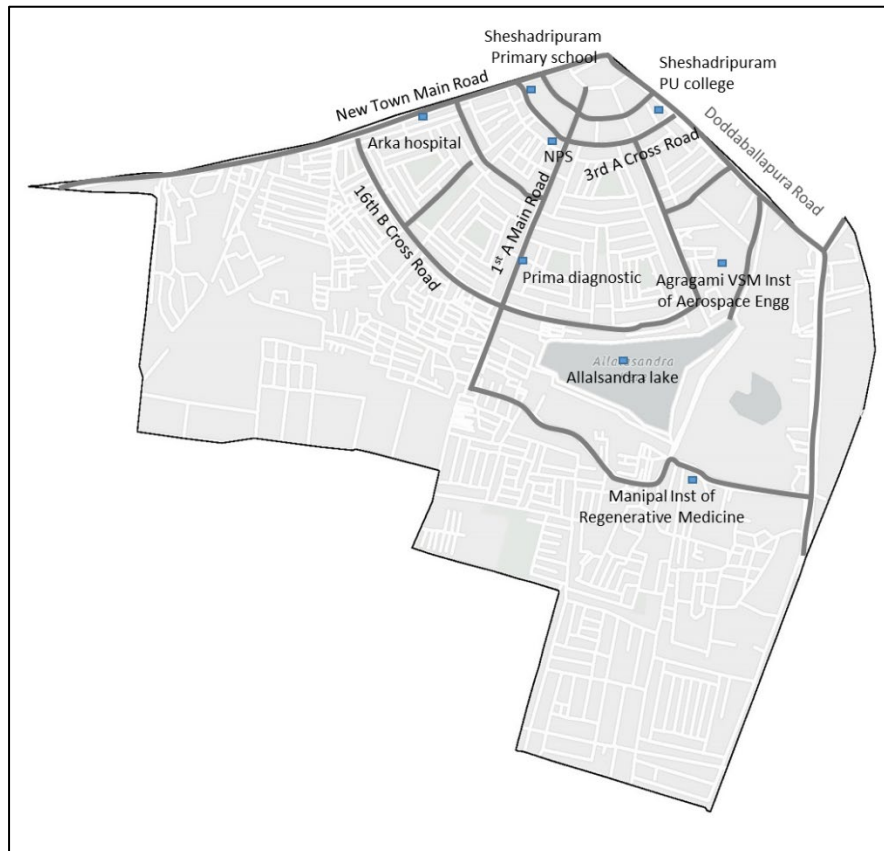 Sheshadripuram
Primary school
Sheshadripuram
PU college
New Town Main Road
Doddaballapura Road
Arka hospital
NPS
3rd A Cross Road
16th B Cross Road
1st A Main Road
Prima diagnostic
Agragami VSM Inst
of Aerospace Engg
Allalsandra
Allalsandra lake
Manipal Inst of
Regenerative Medicine